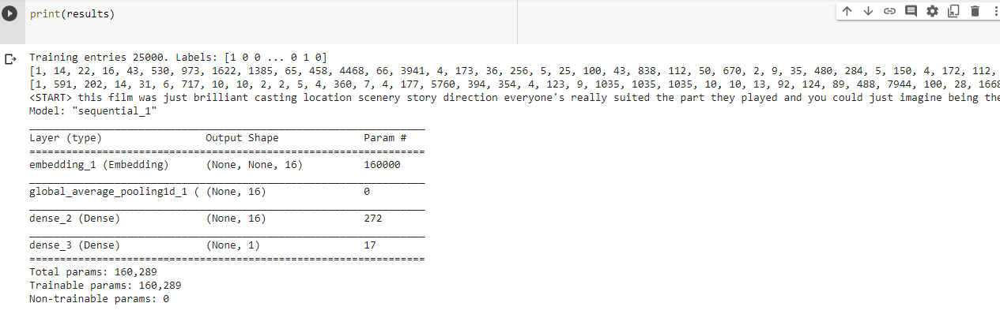 print(results)
Training entries 25000. Labels: [1 0 0 ... 0 1 0]
[1, 14, 22, 16, 43, 530, 973, 1622, 1385, 65, 458, 4468, 66, 3941, 4, 173, 36, 256, 5, 25, 100, 43, 838, 112, 50, 670, 2, 9, 35, 480, 284, 5, 150, 4, 172, 112,
[1, 591, 202, 14, 31, 6, 717, 10, 10, 2, 2, 5, 4, 360, 7, 4, 177, 5760, 394, 354, 4, 123, 9, 1035, 1035, 1035, 10, 10, 13, 92, 124, 89, 488, 7944, 100, 28, 1668
<START> this film was just brilliant casting location scenery story direction everyone's really suited the part they played and you could just imagine being the
Model: "sequential_1"
_________________________________________________________________
Layer (type)                 Output Shape              Param #
=================================================================
embedding_1 (Embedding)      (None, None, 16)          160000
_________________________________________________________________
global_average_pooling1d_1 ( (None, 16)                0
_________________________________________________________________
dense_2 (Dense)              (None, 16)                272
_________________________________________________________________
dense_3 (Dense)              (None, 1)                 17
=================================================================
Total params: 160,289
Trainable params: 160,289
Non-trainable params: 0